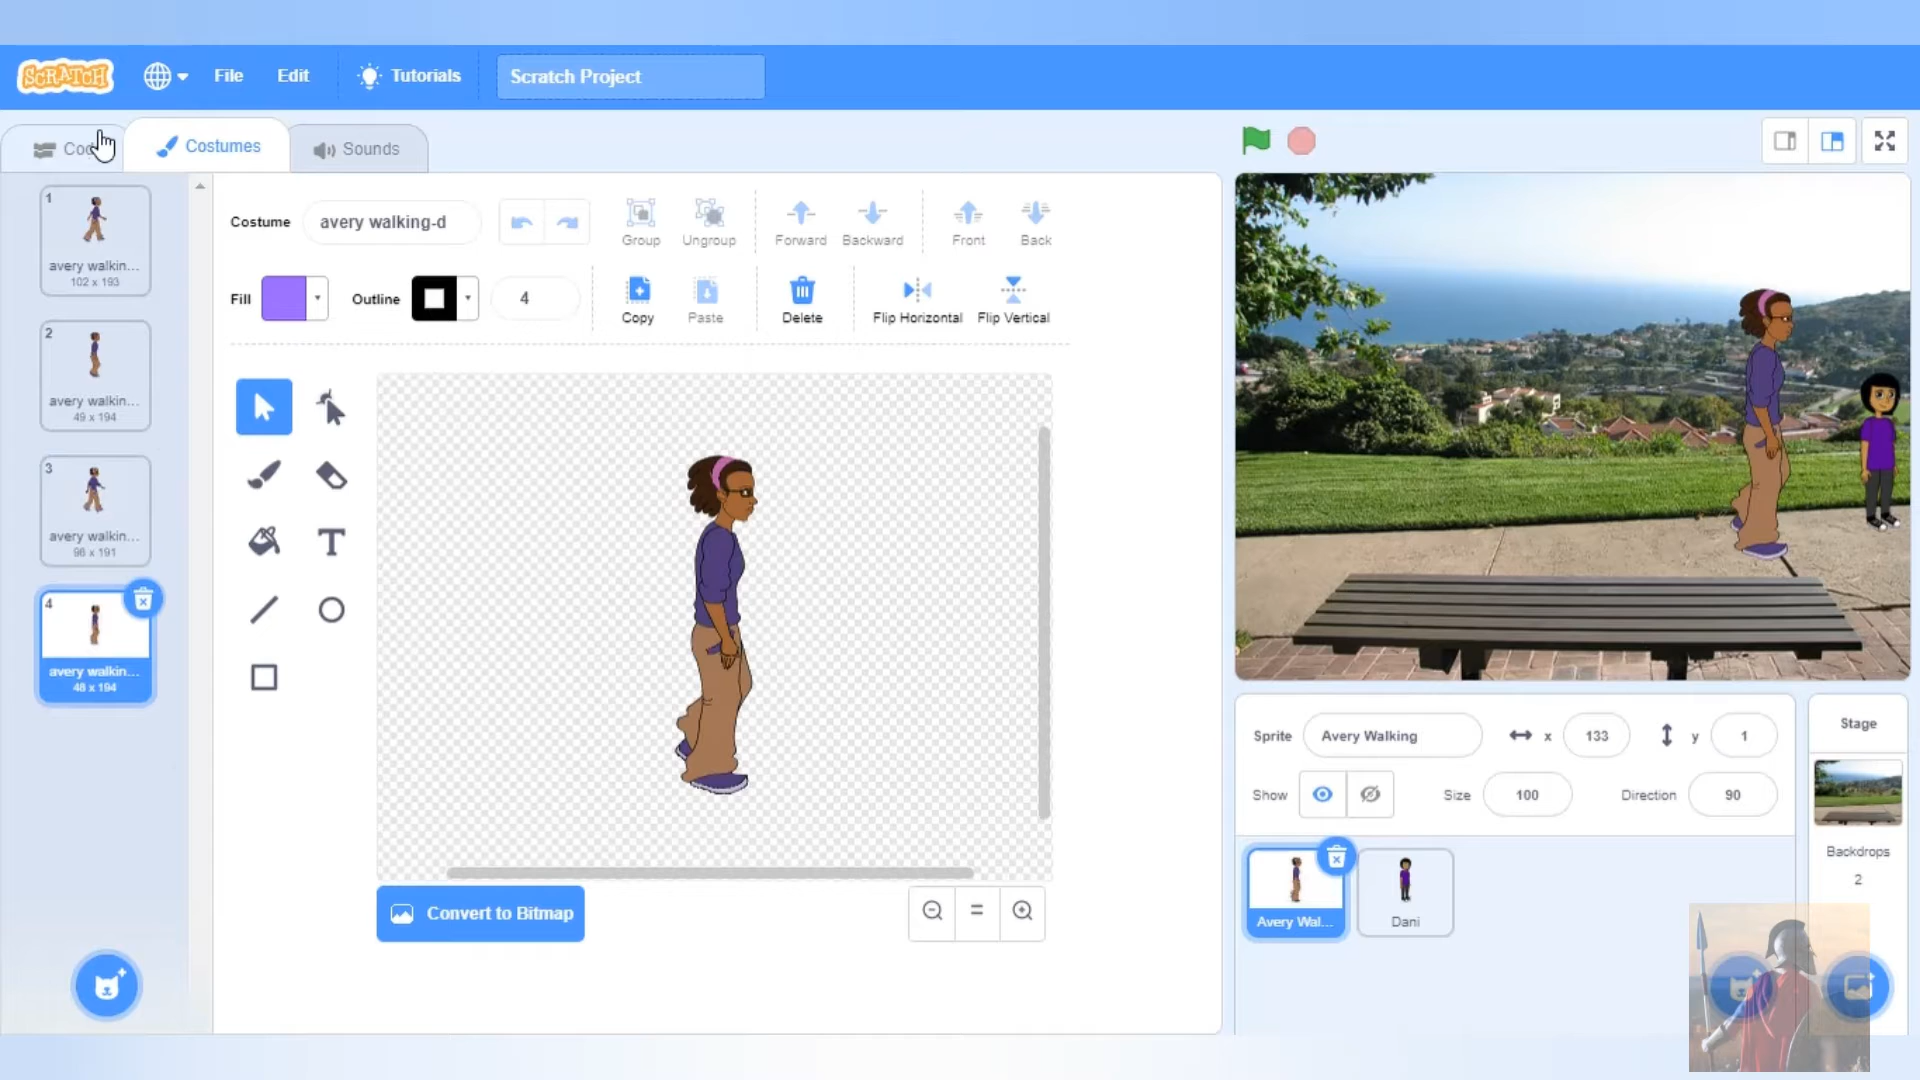 SCRATCH File Edit Tutorials Scratch Project
Costumes Sounds
1
avery walkin...
102 x 193
2
avery walkin...
49 x 194
3
avery walkin...
96 x 191
4
avery walkin...
48 x 194
Costume avery walking-d
Group Ungroup Forward Backward Front Back
Fill Outline 4
Copy Paste Delete Flip Horizontal Flip Vertical
T
Convert to Bitmap
Sprite Avery Walking x 133 y 1
Show Size 100 Direction 90
Avery Wal...
Dani
Stage
Backdrops
2